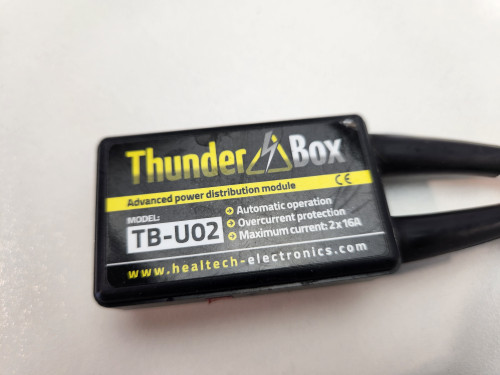 Thunder Box
Advanced power distribution module
CE
MODEL:
TB-U02
Automatic operation
Overcurrent protection
Maximum current: 2x16A
www.healtech-electronics.com